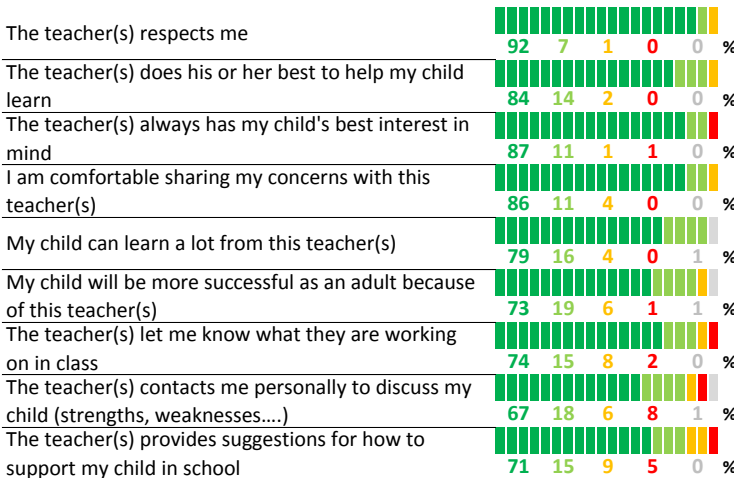 The teacher(s) respects me
92 7 1 0 0 %
The teacher(s) does his or her best to help my child
learn
84 14 2 0 0 %
The teacher(s) always has my child's best interest in
mind
87 11 1 1 0 %
I am comfortable sharing my concerns with this
teacher(s)
86 11 4 0 0 %
My child can learn a lot from this teacher(s)
79 16 4 0 1 %
My child will be more successful as an adult because
of this teacher(s)
73 19 6 1 1 %
The teacher(s) let me know what they are working
on in class
74 15 8 2 0 %
The teacher(s) contacts me personally to discuss my
child (strengths, weaknesses....)
67 18 6 8 1 %
The teacher(s) provides suggestions for how to
support my child in school
71 15 9 5 0 %